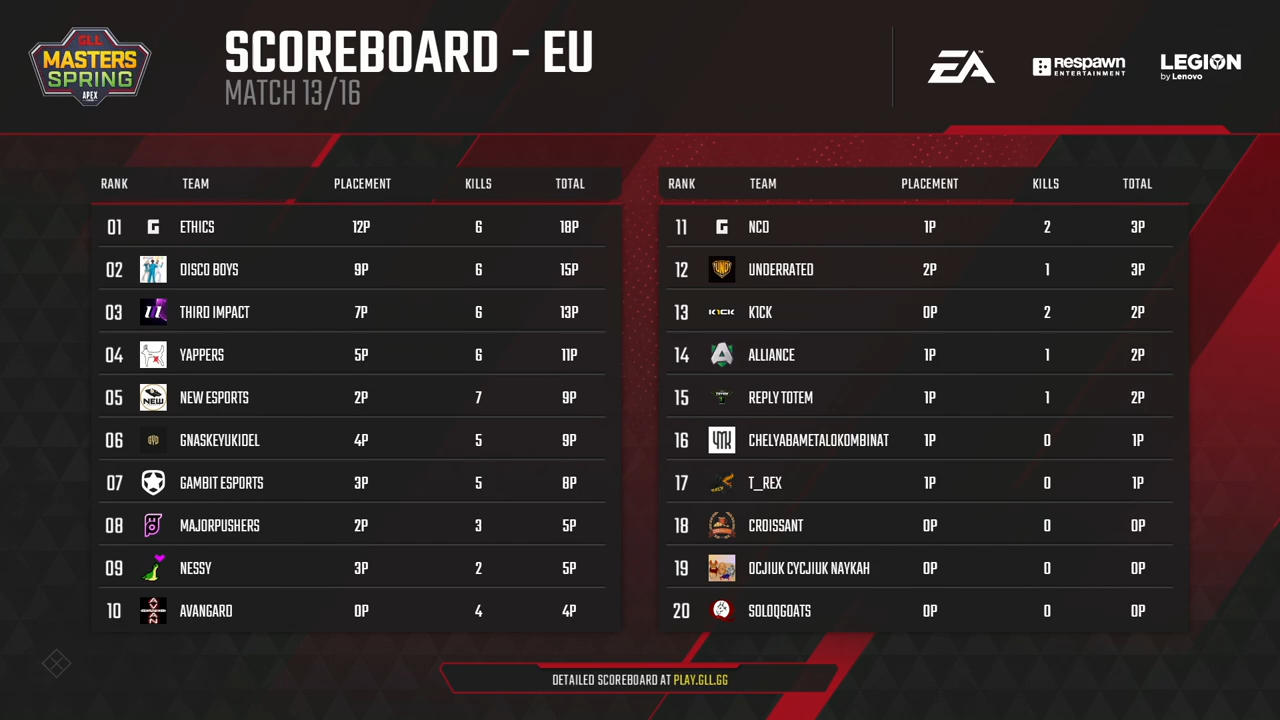 GLL
MASTERS
SPRING
APEX
SCOREBOARD - EU
MATCH 13/16
EA
RESPAWN
ENTERTAINMENT
LEGION
by Lenovo
RANK TEAM PLACEMENT KILLS TOTAL
01 G ETHICS 12P 6 18P
02 DISCO BOYS 9P 6 15P
03 THIRD IMPACT 7P 6 13P
04 YAPPERS 5P 6 11P
05 NEW NEW ESPORTS 2P 7 9P
06 GNASKEYUKIDEL 4P 5 9P
07 GAMBIT ESPORTS 3P 5 8P
08 MAJORPUSHERS 2P 3 5P
09 NESSY 3P 2 5P
10 AVANGARD 0P 4 4P
RANK TEAM PLACEMENT KILLS TOTAL
11 G NCD 1P 2 3P
12 UNDERRATED 2P 1 3P
13 K1CK K1CK 0P 2 2P
14 ALLIANCE 1P 1 2P
15 REPLY TOTEM 1P 1 2P
16 CHELYABAMETALOKOMBINAT 1P 0 1P
17 T_REX 1P 0 1P
18 CROISSANT 0P 0 0P
19 OCJIUK CYCJIUK NAYKAH 0P 0 0P
20 SOLOQGOATS 0P 0 0P
DETAILED SCOREBOARD AT PLAY.GLL.GG